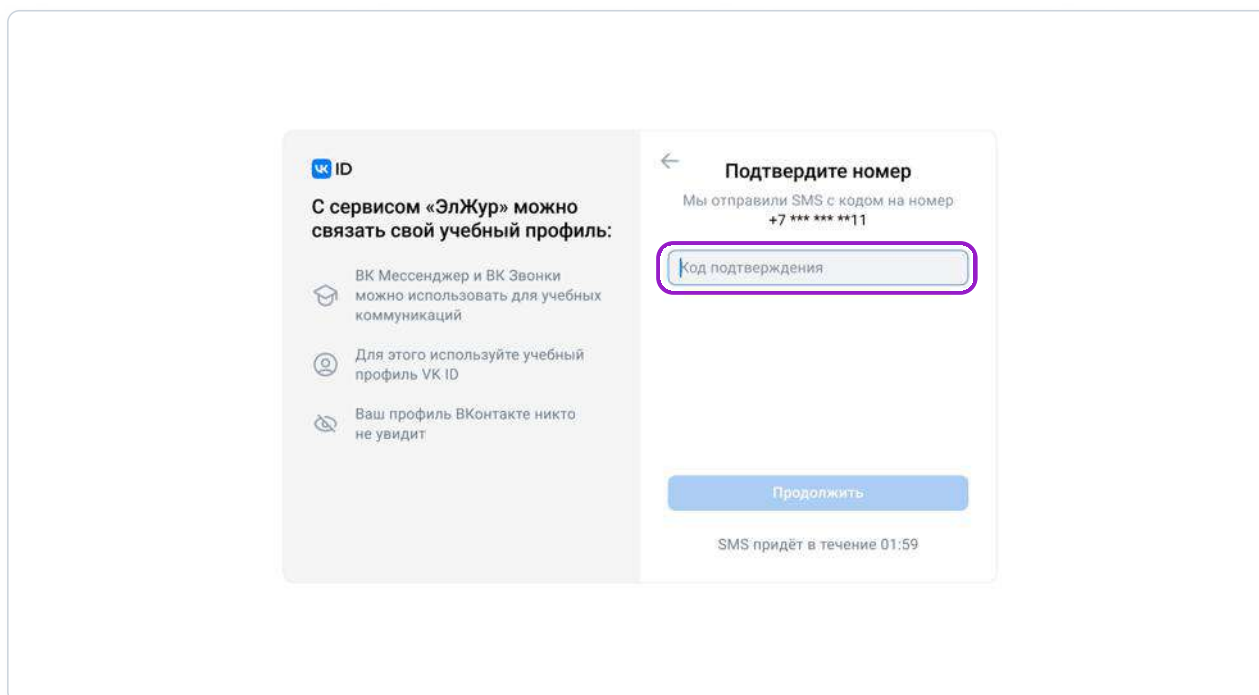 VK ID
С сервисом «ЭлЖур» можно
связать свой учебный профиль:
ВК Мессенджер и ВК Звонки
можно использовать для учебных
коммуникаций
Для этого используйте учебный
профиль VK ID
Ваш профиль ВКонтакте никто
не увидит
Подтвердите номер
Мы отправили SMS с кодом на номер
+7 *** *** **11
Код подтверждения
Продолжить
SMS придёт в течение 01:59